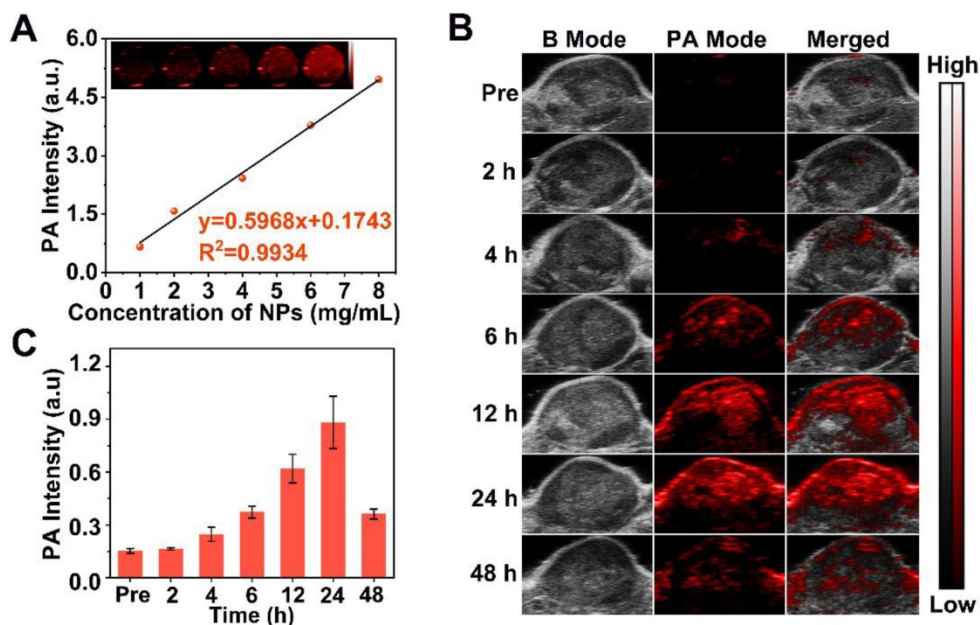 A
6.0
4.5
3.0
1.5
0.0
PA Intensity (a.u.)
y=0.5968x+0.1743
R²=0.9934
0 1 2 3 4 5 6 7 8
Concentration of NPs (mg/mL)
B
B Mode PA Mode Merged
Pre
2 h
4 h
6 h
12 h
24 h
48 h
High
Low
C
1.2
0.9
0.6
0.3
0.0
PA Intensity (a.u)
Pre 2 4 6 12 24 48
Time (h)